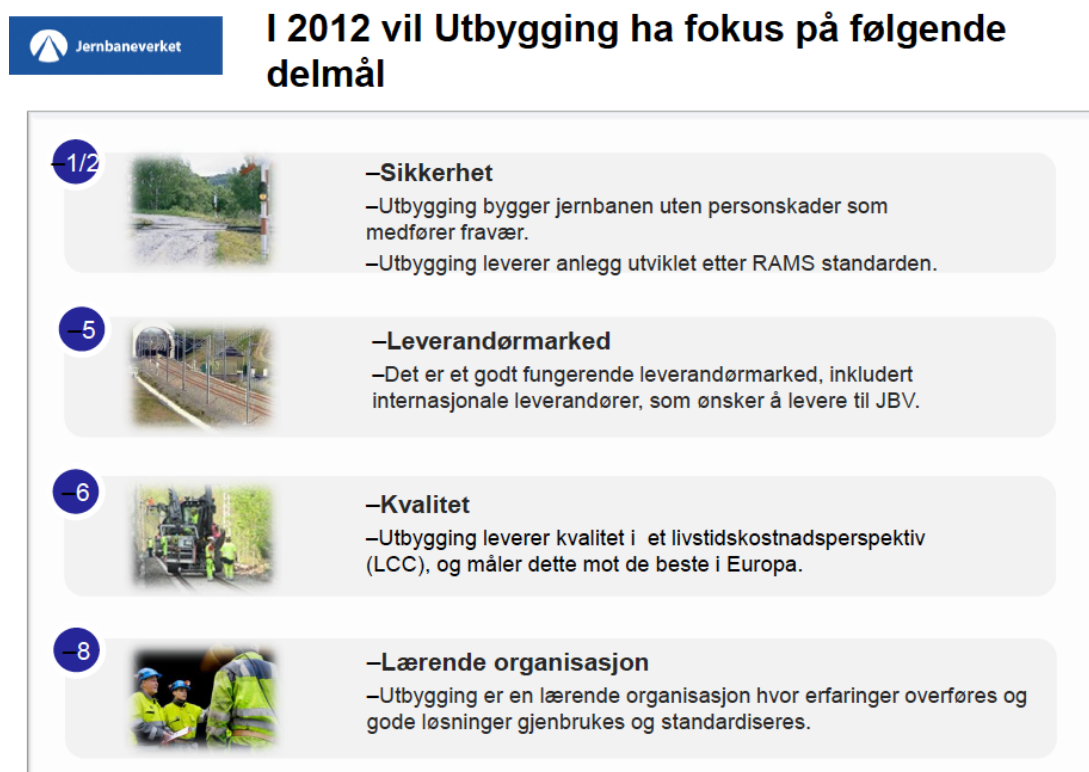 Jernbaneverket
I 2012 vil Utbygging ha fokus på følgende
delmål
–1/2
–Sikkerhet
–Utbygging bygger jernbanen uten personskader som
medfører fravær.
–Utbygging leverer anlegg utviklet etter RAMS standarden.
–5
–Leverandørmarked
–Det er et godt fungerende leverandørmarked, inkludert
internasjonale leverandører, som ønsker å levere til JBV.
–6
–Kvalitet
–Utbygging leverer kvalitet i  et livstidskostnadsperspektiv
(LCC), og måler dette mot de beste i Europa.
–8
–Lærende organisasjon
–Utbygging er en lærende organisasjon hvor erfaringer overføres og
gode løsninger gjenbrukes og standardiseres.